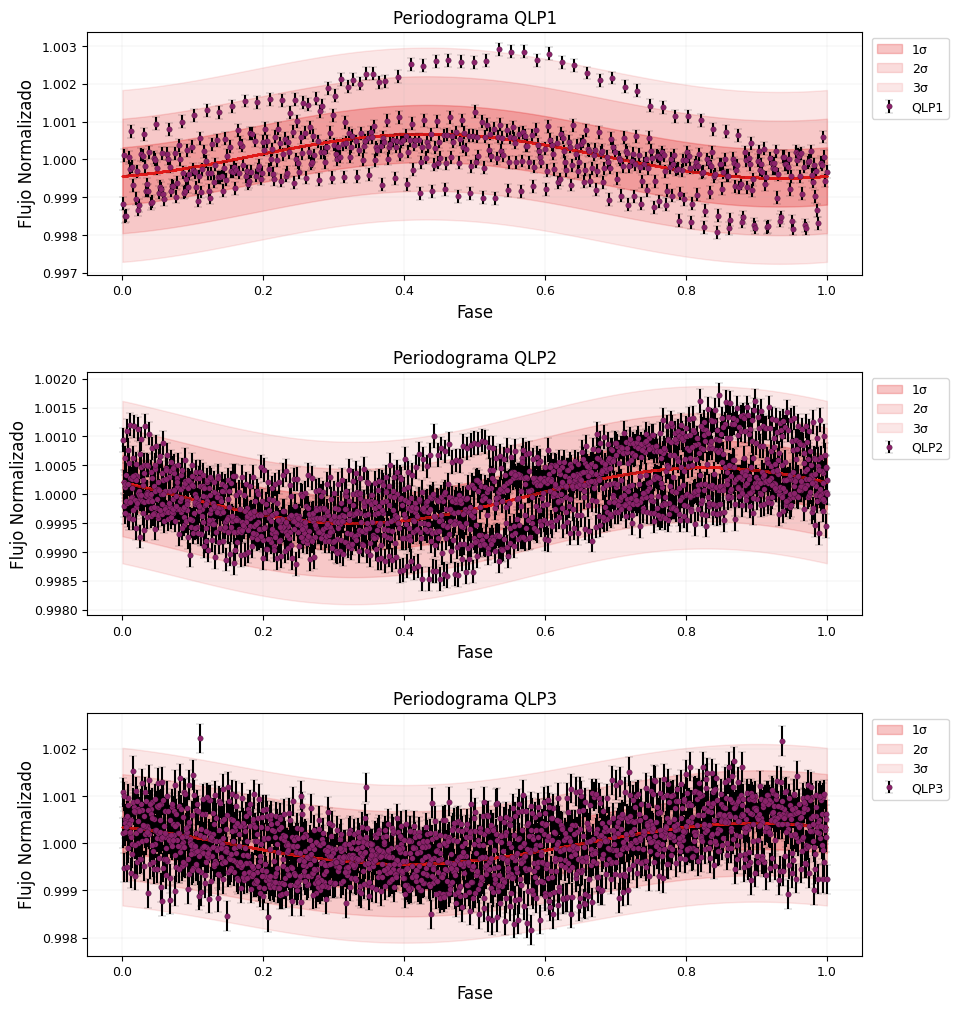 Periodograma QLP1
Flujo Normalizado
1.003
1.002
1.001
1.000
0.999
0.998
0.997
0.0
0.2
0.4
0.6
0.8
1.0
Fase
1σ
2σ
3σ
QLP1
Periodograma QLP2
Flujo Normalizado
1.0020
1.0015
1.0010
1.0005
1.0000
0.9995
0.9990
0.9985
0.9980
0.0
0.2
0.4
0.6
0.8
1.0
Fase
1σ
2σ
3σ
QLP2
Periodograma QLP3
Flujo Normalizado
1.002
1.001
1.000
0.999
0.998
0.0
0.2
0.4
0.6
0.8
1.0
Fase
1σ
2σ
3σ
QLP3